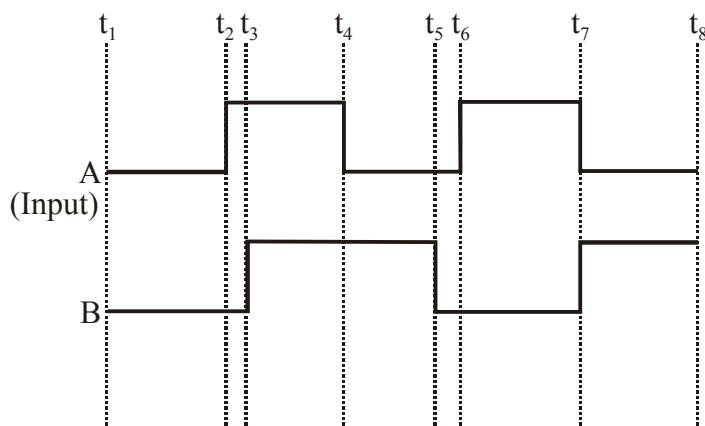 t₁ t₂ t₃ t₄ t₅ t₆ t₇ t₈
A
(Input)
B